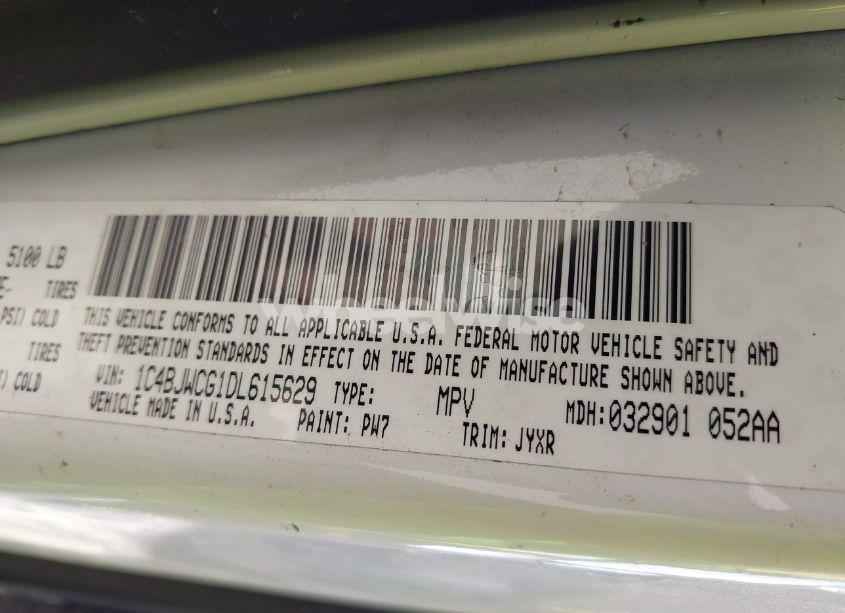 5100 LB
TIRES
PSI) COLD
TIRES
) COLD
THIS VEHICLE CONFORMS TO ALL APPLICABLE U.S.A. FEDERAL MOTOR VEHICLE SAFETY AND
THEFT PREVENTION STANDARDS IN EFFECT ON THE DATE OF MANUFACTURE SHOWN ABOVE.
VIN: 1C4BJWCG1DL615629 TYPE: MPV MDH: 032901 052AA
VEHICLE MADE IN U.S.A. PAINT: PW7 TRIM: JYXR